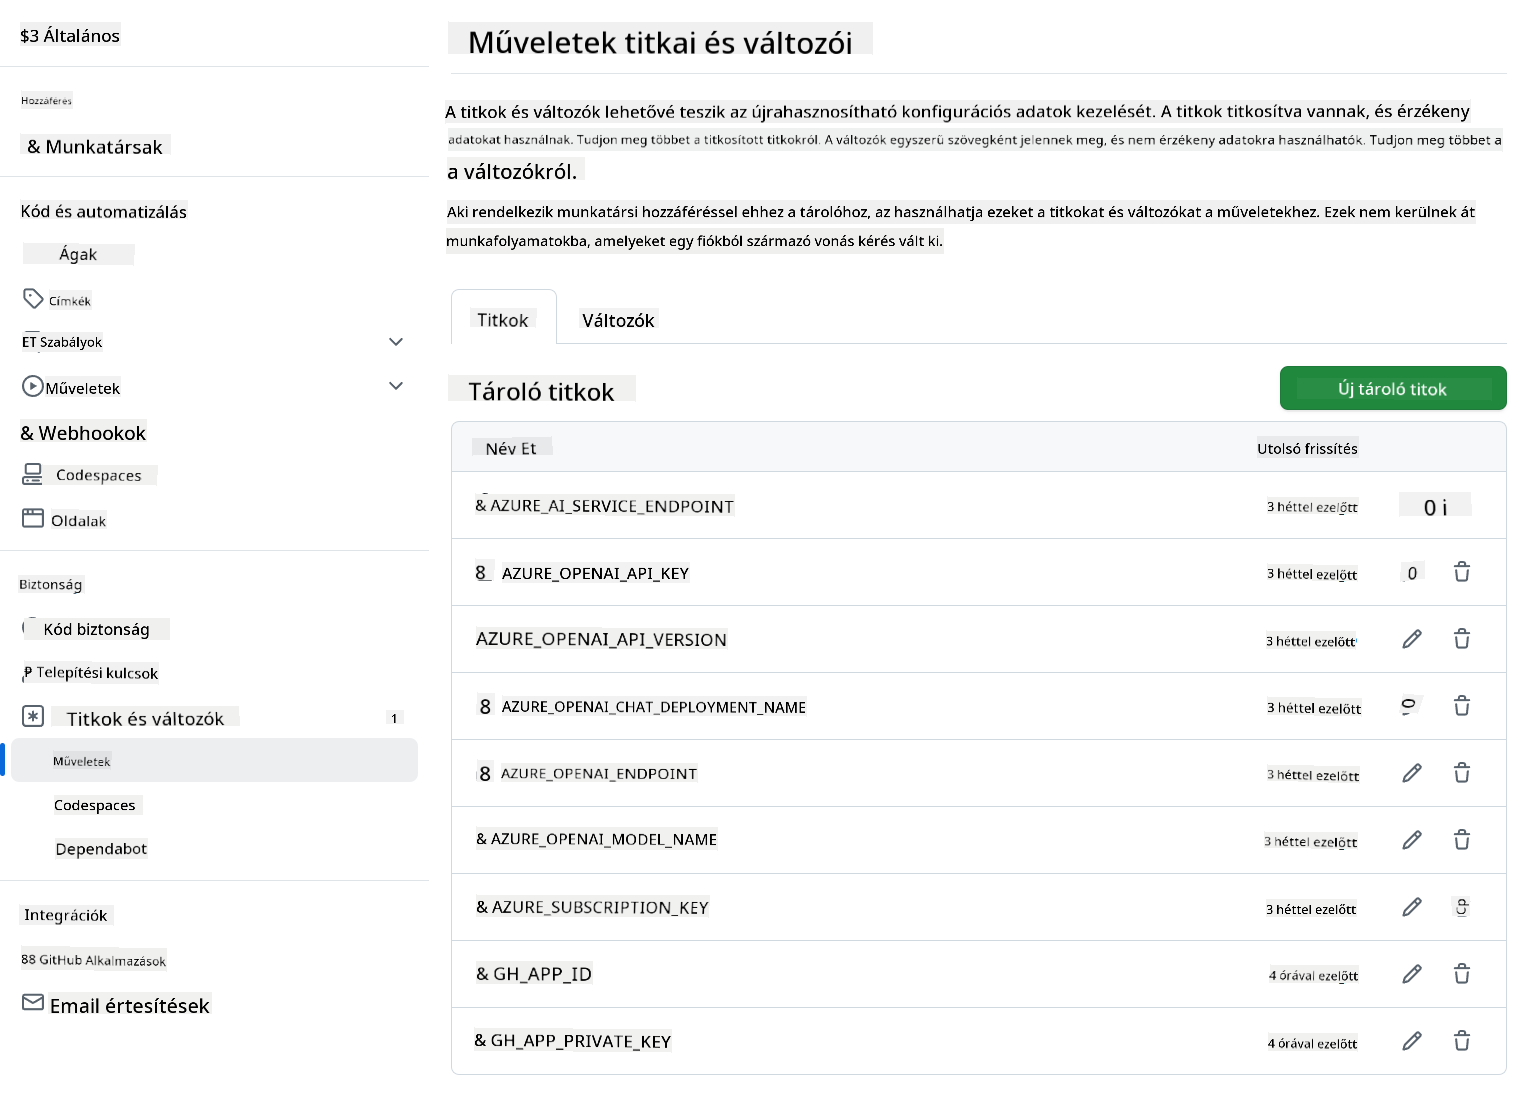 $3 Általános
Hozzáférés
& Munkatársak
Kód és automatizálás
Ágak
Címkék
ET Szabályok
Műveletek
& Webhookok
Codespaces
Oldalak
Biztonság
Kód biztonság
₱ Telepítési kulcsok
Titkok és változók 1
Műveletek
Codespaces
Dependabot
Integrációk
88 GitHub Alkalmazások
Email értesítések
Műveletek titkai és változói
A titkok és változók lehetővé teszik az újrahasznosítható konfigurációs adatok kezelését. A titkok titkosítva vannak, és érzékeny
adatokat használnak. Tudjon meg többet a titkosított titkokról. A változók egyszerű szövegként jelennek meg, és nem érzékeny adatokra használhatók. Tudjon meg többet a
a változókról.
Aki rendelkezik munkatársi hozzáféréssel ehhez a tárolóhoz, az használhatja ezeket a titkokat és változókat a műveletekhez. Ezek nem kerülnek át
munkafolyamatokba, amelyeket egy fiókból származó vonás kérés vált ki.
Titkok Változók
Tároló titkok Új tároló titok
Név Et Utolsó frissítés
& AZURE_AI_SERVICE_ENDPOINT 3 héttel ezelőtt 0 i
8 AZURE_OPENAI_API_KEY 3 héttel ezelőtt 0
AZURE_OPENAI_API_VERSION 3 héttel ezelőtt
8 AZURE_OPENAI_CHAT_DEPLOYMENT_NAME 3 héttel ezelőtt
8 AZURE_OPENAI_ENDPOINT 3 héttel ezelőtt
& AZURE_OPENAI_MODEL_NAME 3 héttel ezelőtt
& AZURE_SUBSCRIPTION_KEY 3 héttel ezelőtt
& GH_APP_ID 4 órával ezelőtt
& GH_APP_PRIVATE_KEY 4 órával ezelőtt